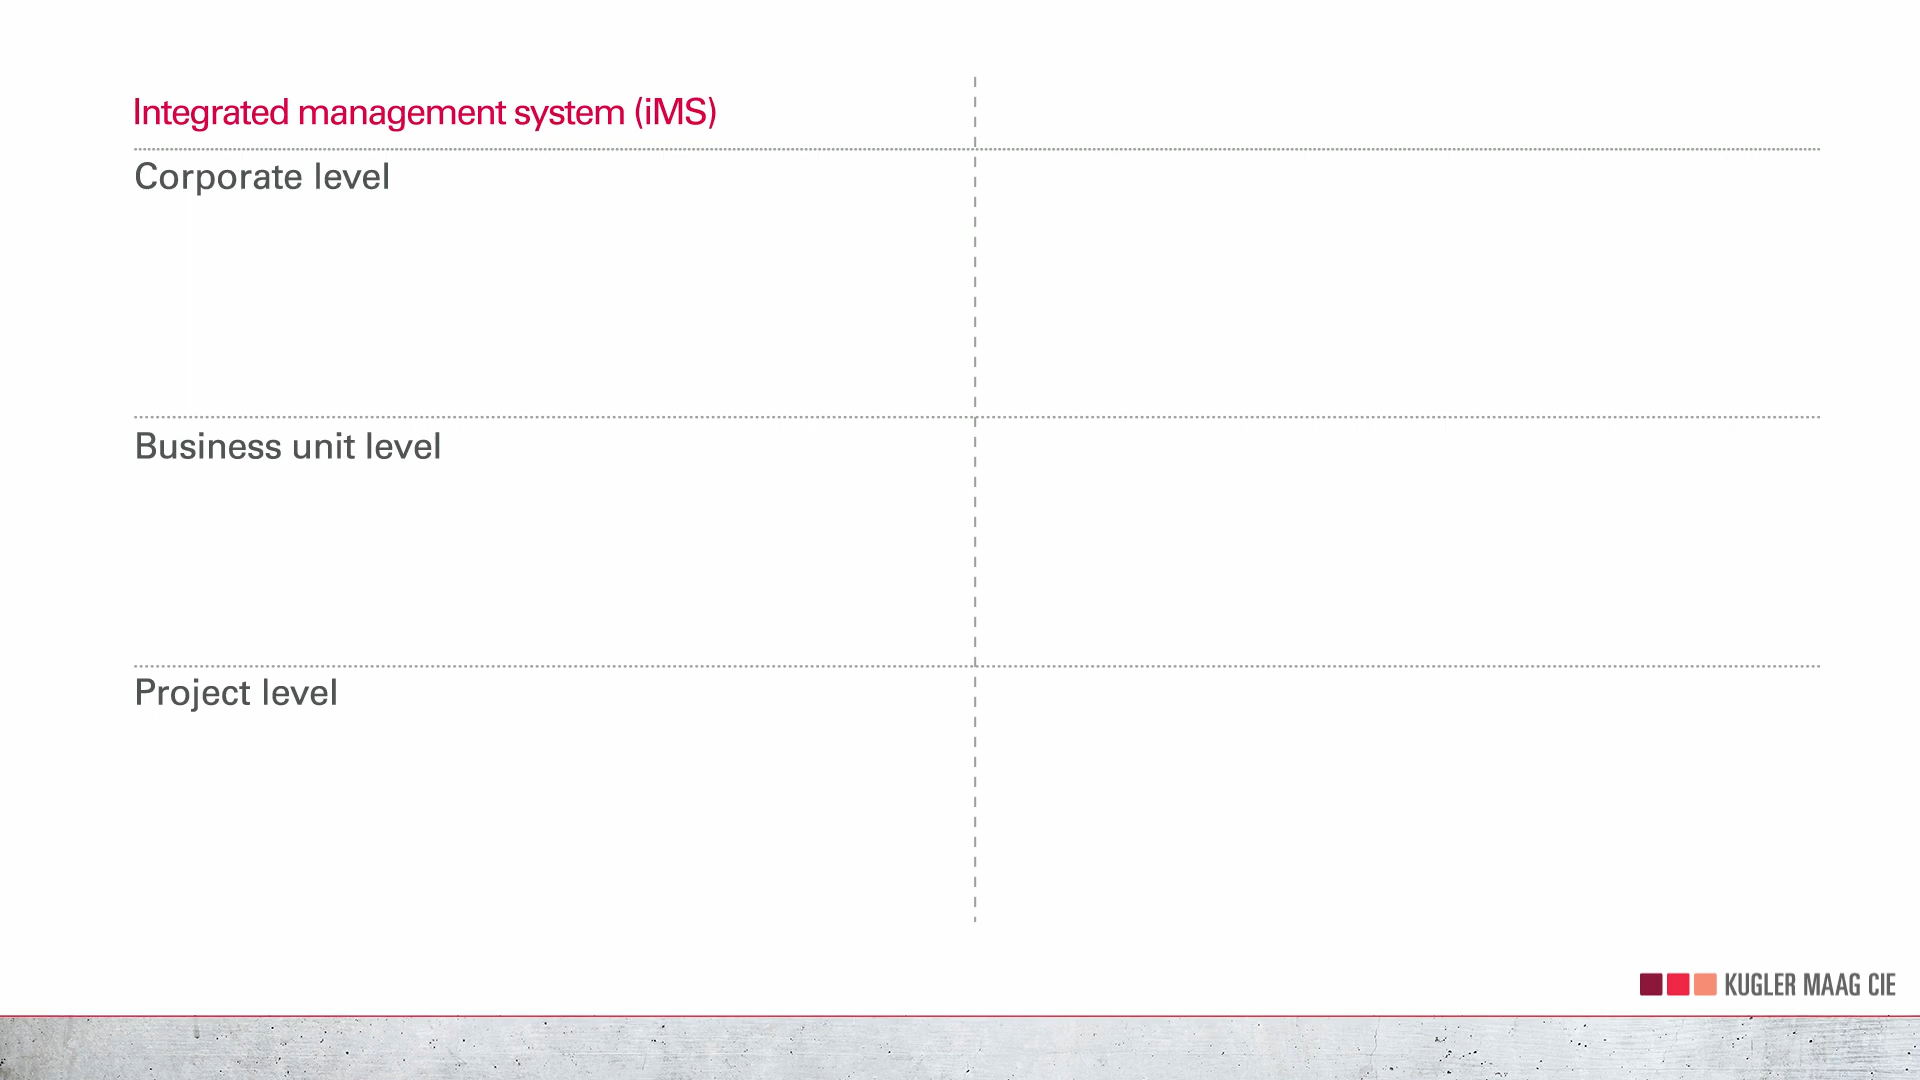 Integrated management system (iMS)
Corporate level
Business unit level
Project level
KUGLER MAAG CIE